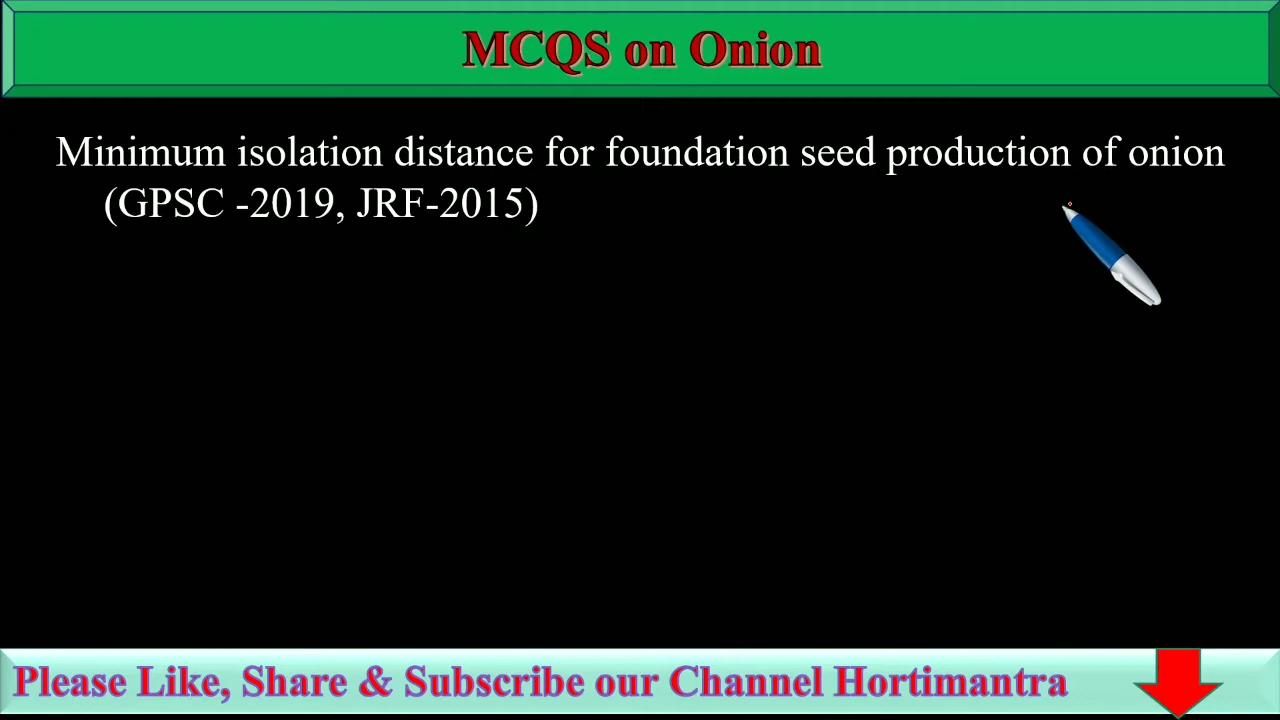 MCQS on Onion
Minimum isolation distance for foundation seed production of onion
(GPSC -2019, JRF-2015)
Please Like, Share & Subscribe our Channel Hortimantra